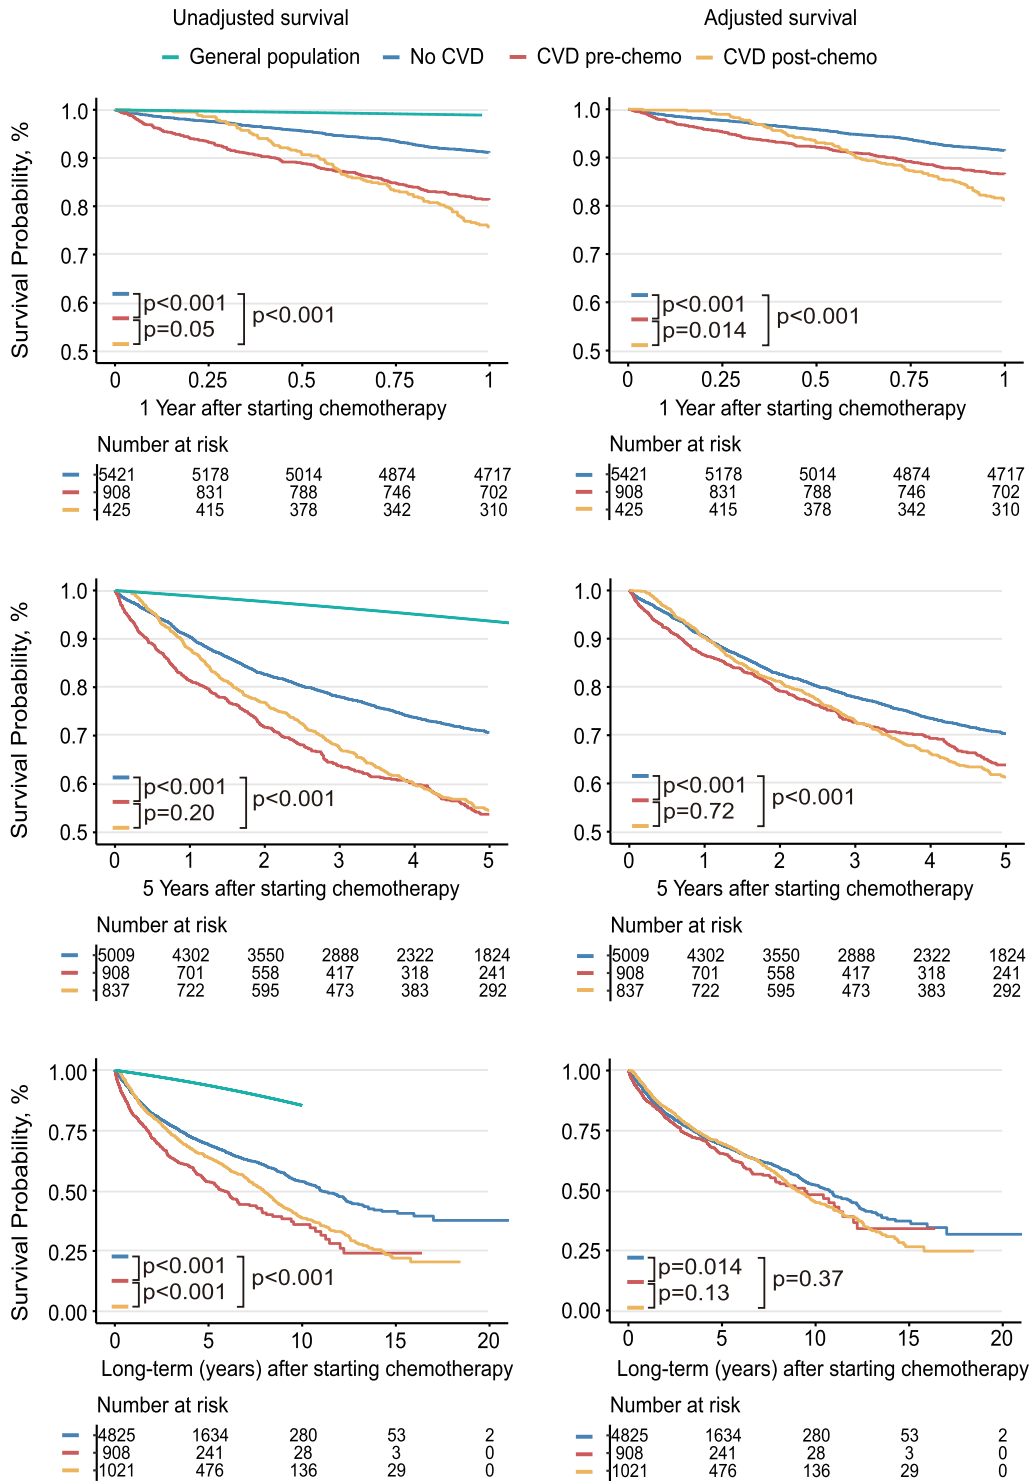 Unadjusted survival Adjusted survival
General population No CVD CVD pre-chemo CVD post-chemo
Survival Probability, %
1.0
0.9
0.8
0.7
0.6
0.5
p<0.001
p=0.05
p<0.001
0 0.25 0.5 0.75 1
1 Year after starting chemotherapy
Number at risk
5421 5178 5014 4874 4717
908 831 788 746 702
425 415 378 342 310
1.0
0.9
0.8
0.7
0.6
0.5
p<0.001
p=0.014
p<0.001
0 0.25 0.5 0.75 1
1 Year after starting chemotherapy
Number at risk
5421 5178 5014 4874 4717
908 831 788 746 702
425 415 378 342 310
Survival Probability, %
1.0
0.9
0.8
0.7
0.6
0.5
p<0.001
p=0.20
p<0.001
0 1 2 3 4 5
5 Years after starting chemotherapy
Number at risk
5009 4302 3550 2888 2322 1824
908 701 558 417 318 241
837 722 595 473 383 292
1.0
0.9
0.8
0.7
0.6
0.5
p<0.001
p=0.72
p<0.001
0 1 2 3 4 5
5 Years after starting chemotherapy
Number at risk
5009 4302 3550 2888 2322 1824
908 701 558 417 318 241
837 722 595 473 383 292
Survival Probability, %
1.00
0.75
0.50
0.25
0.00
p<0.001
p<0.001
p<0.001
0 5 10 15 20
Long-term (years) after starting chemotherapy
Number at risk
4825 1634 280 53 2
908 241 28 3 0
1021 476 136 29 0
1.00
0.75
0.50
0.25
0.00
p=0.014
p=0.13
p=0.37
0 5 10 15 20
Long-term (years) after starting chemotherapy
Number at risk
4825 1634 280 53 2
908 241 28 3 0
1021 476 136 29 0